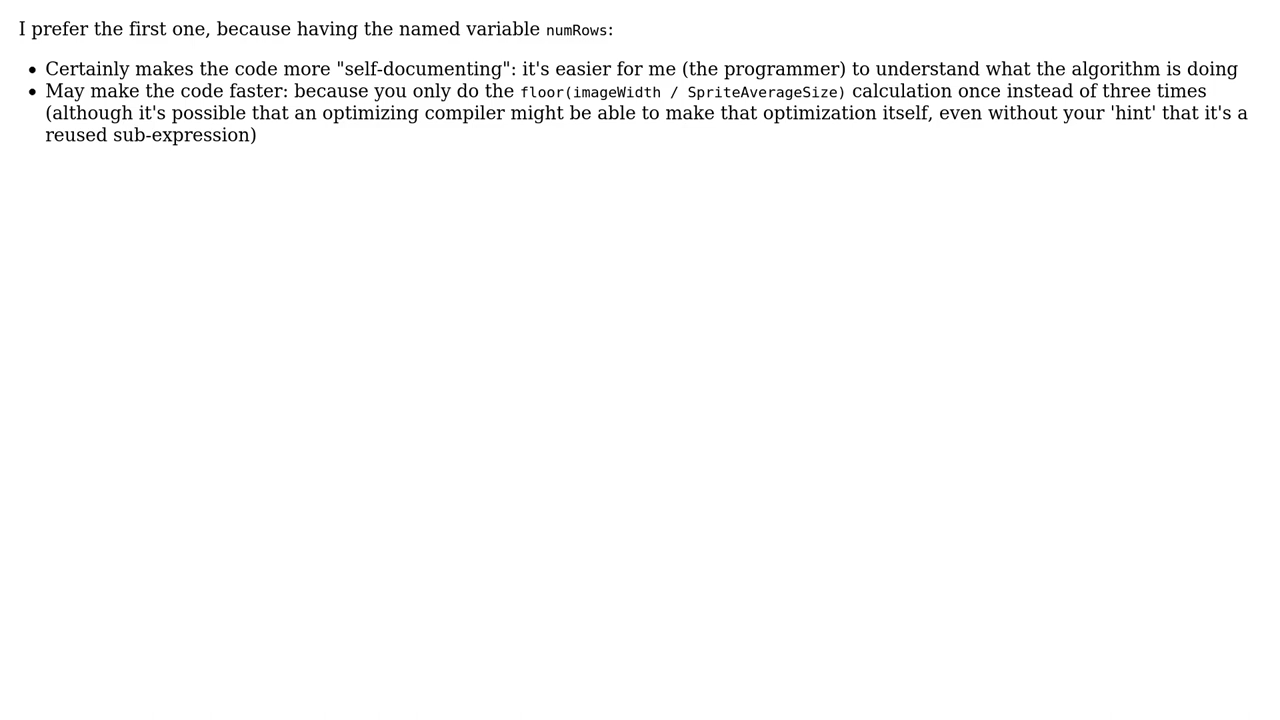 I prefer the first one, because having the named variable numRows:
• Certainly makes the code more "self-documenting": it's easier for me (the programmer) to understand what the algorithm is doing
• May make the code faster: because you only do the floor(imageWidth / SpriteAverageSize) calculation once instead of three times
(although it's possible that an optimizing compiler might be able to make that optimization itself, even without your 'hint' that it's a
reused sub-expression)